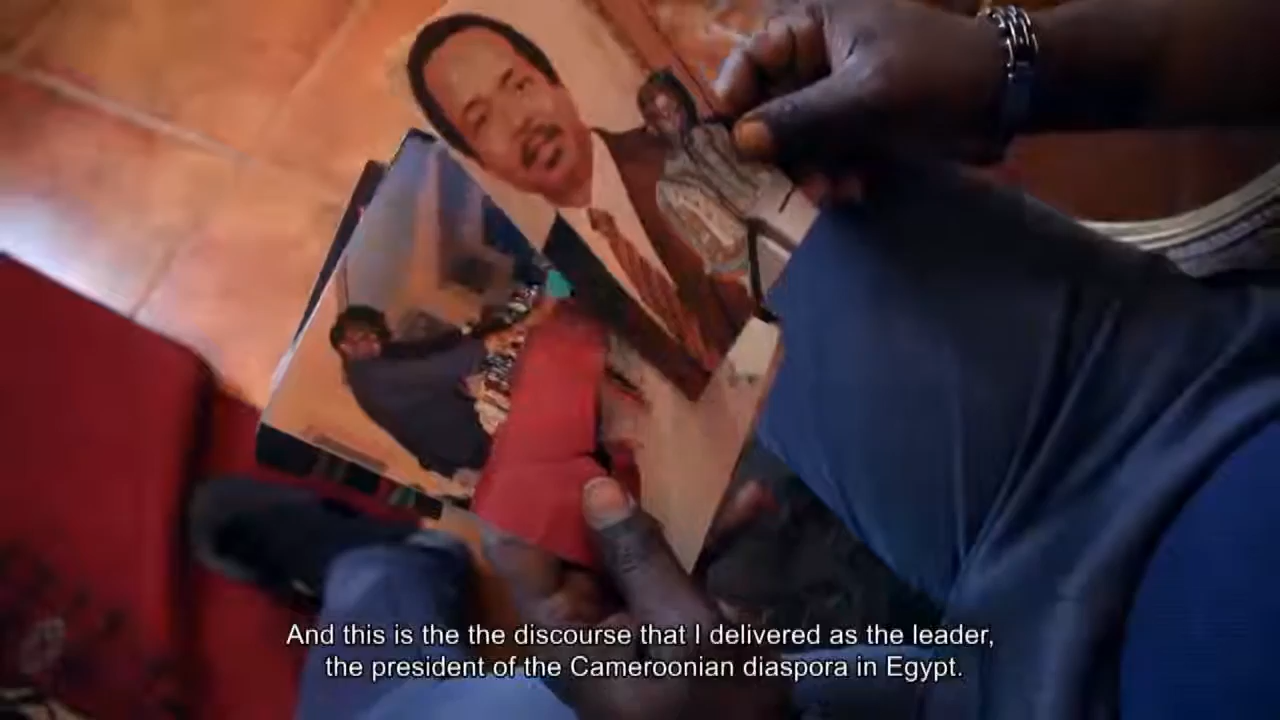 And this is the the discourse that I delivered as the leader,
the president of the Cameroonian diaspora in Egypt.